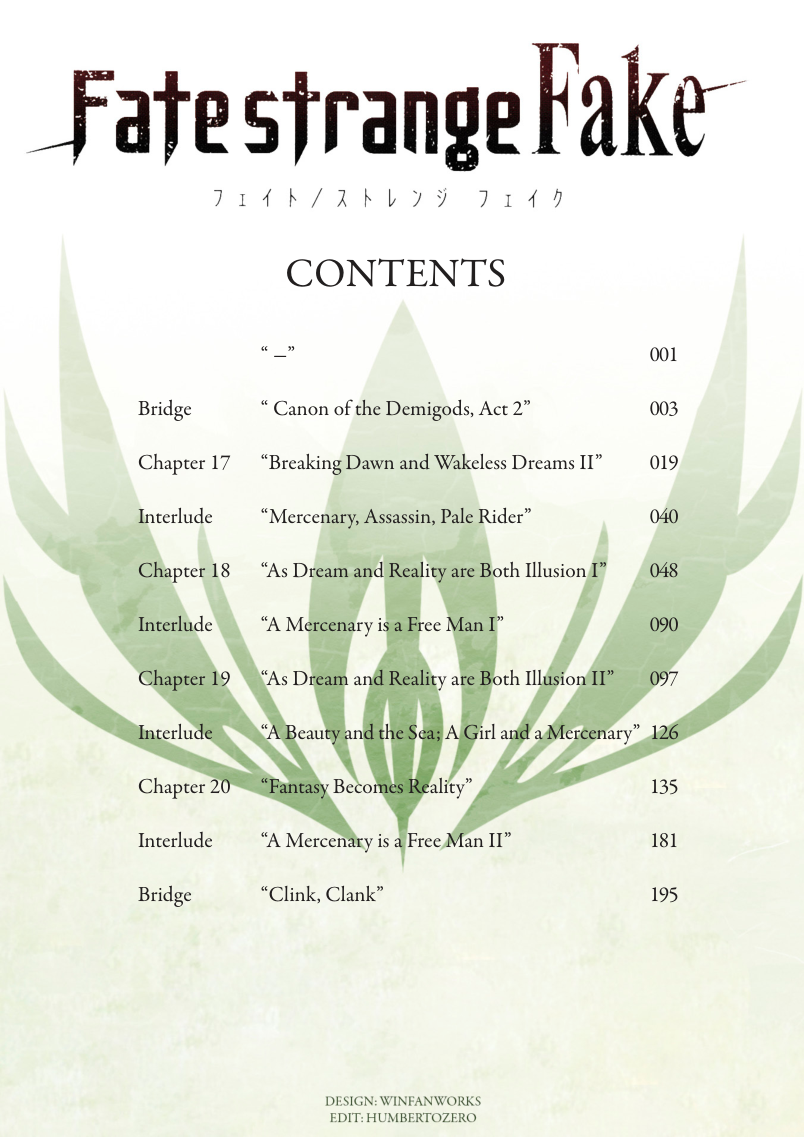 Fate strange Fake
フェイト/ストレンジ フェイク
CONTENTS
“ –” 001
Bridge “ Canon of the Demigods, Act 2” 003
Chapter 17 “Breaking Dawn and Wakeless Dreams II” 019
Interlude “Mercenary, Assassin, Pale Rider” 040
Chapter 18 “As Dream and Reality are Both Illusion I” 048
Interlude “A Mercenary is a Free Man I” 090
Chapter 19 “As Dream and Reality are Both Illusion II” 097
Interlude “A Beauty and the Sea; A Girl and a Mercenary” 126
Chapter 20 “Fantasy Becomes Reality” 135
Interlude “A Mercenary is a Free Man II” 181
Bridge “Clink, Clank” 195
DESIGN: WINFANWORKS
EDIT: HUMBERTOZERO